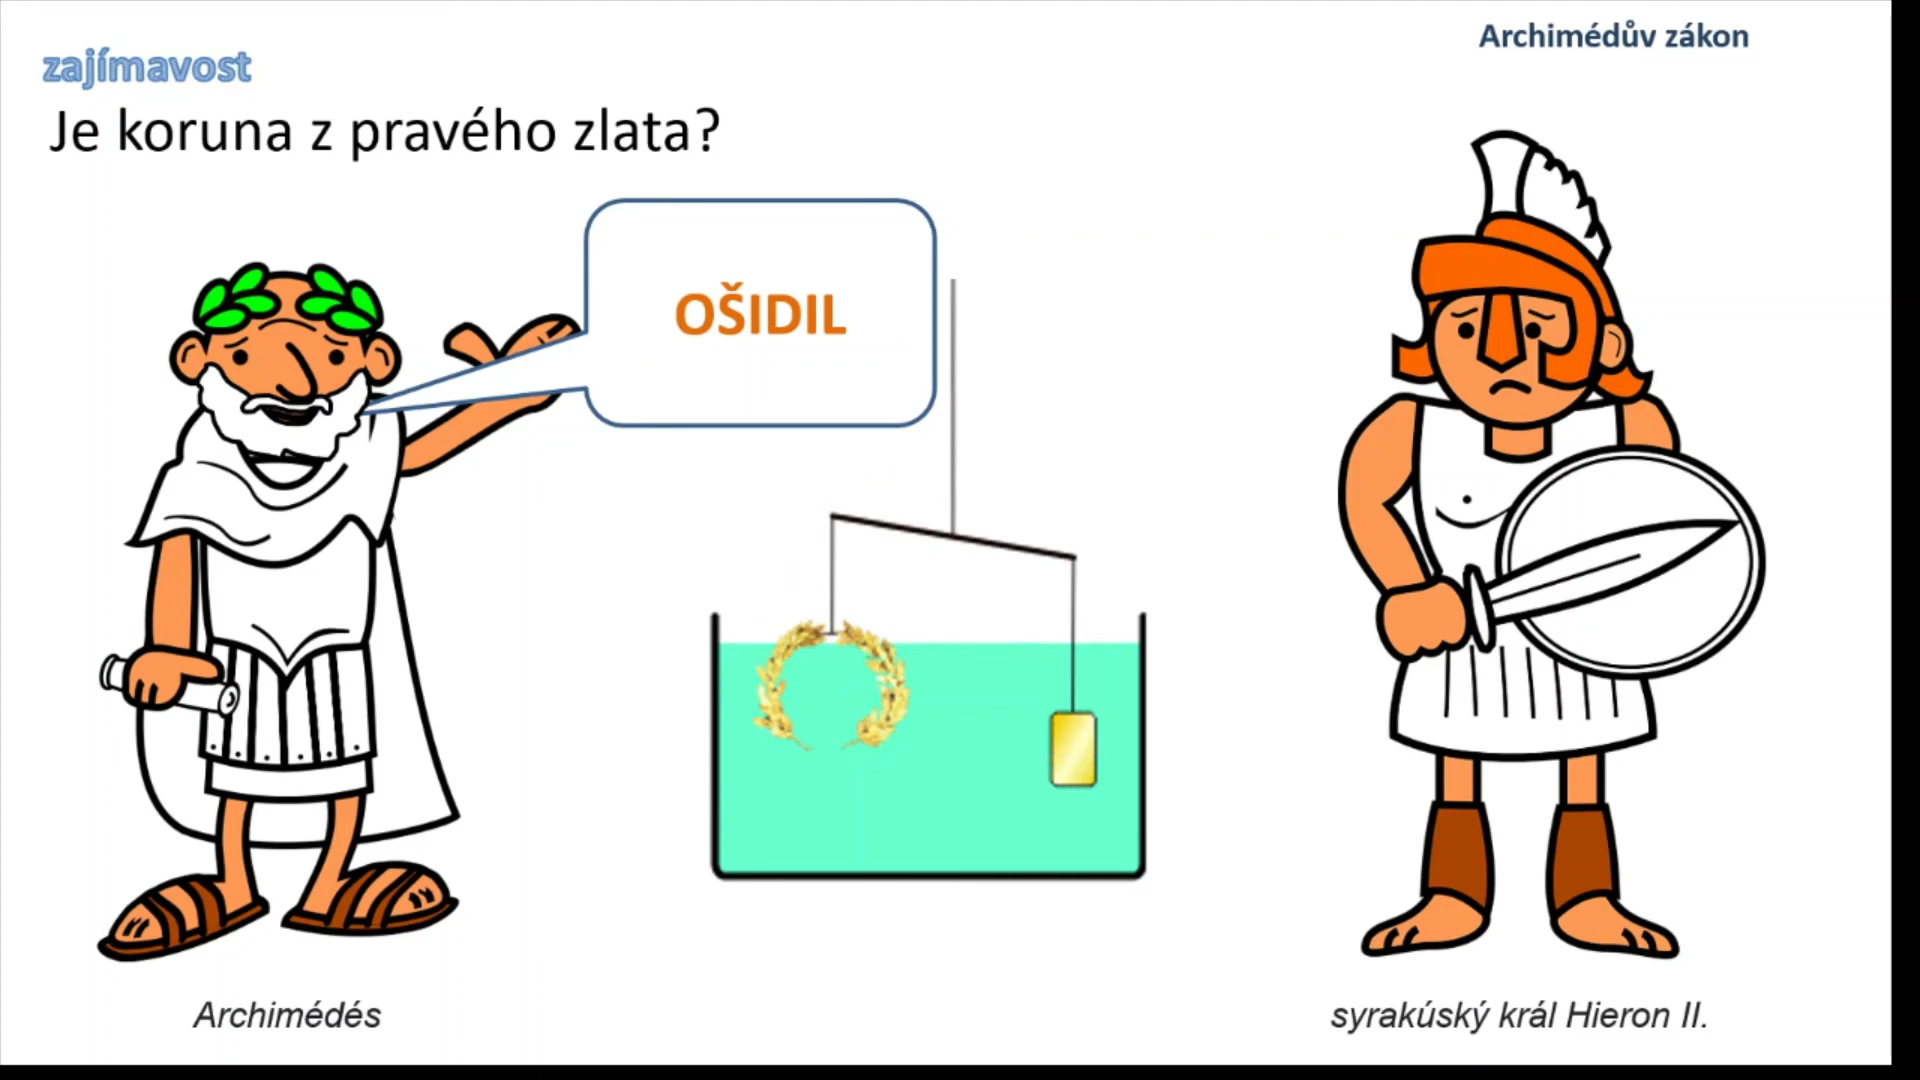 Archimédův zákon
zajímavost
Je koruna z pravého zlata?
OŠIDIL
Archimédés
syrakúský král Hieron II.